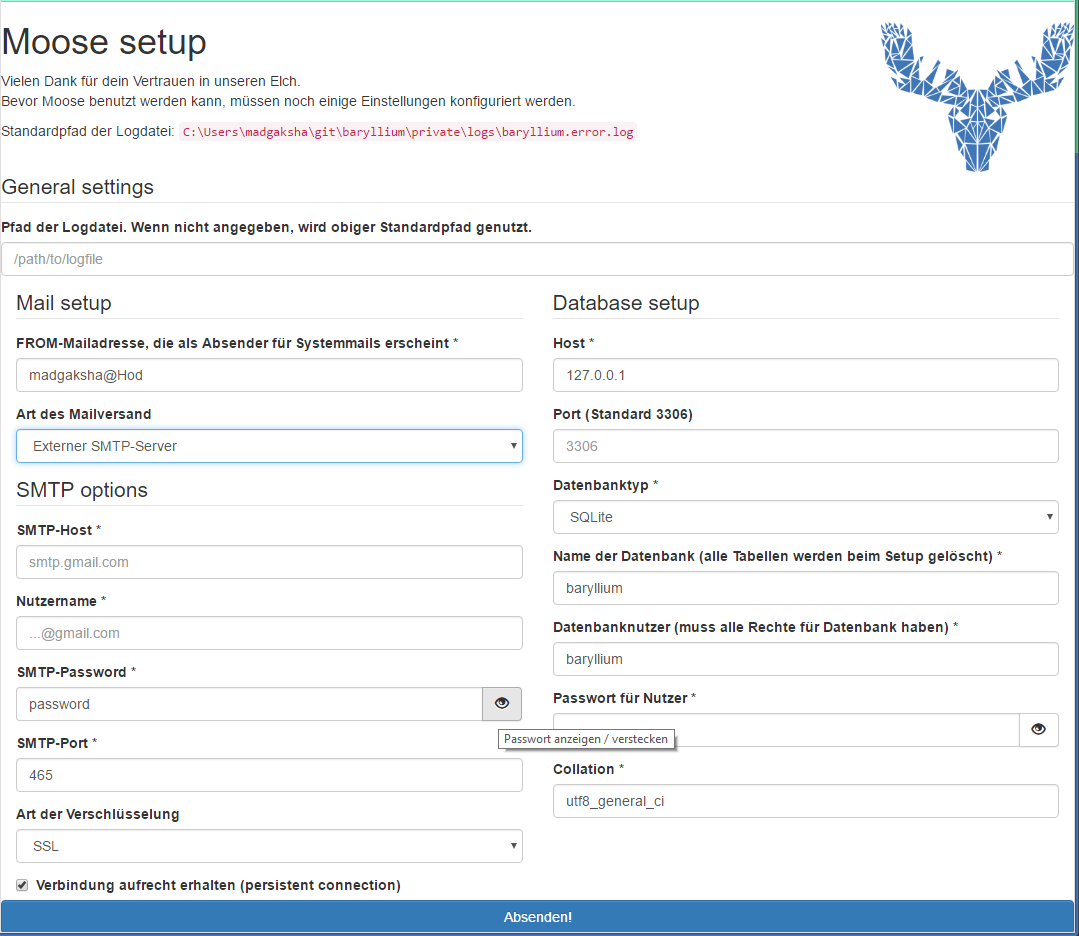 Moose setup
Vielen Dank für dein Vertrauen in unseren Elch.
Bevor Moose benutzt werden kann, müssen noch einige Einstellungen konfiguriert werden.
Standardpfad der Logdatei: C:\Users\madgaksha\git\baryllium\private\logs\baryllium.error.log
General settings
Pfad der Logdatei. Wenn nicht angegeben, wird obiger Standardpfad genutzt.
/path/to/logfile
Mail setup
FROM-Mailadresse, die als Absender für Systemmails erscheint *
madgaksha@Hod
Art des Mailversand
Externer SMTP-Server
SMTP options
SMTP-Host *
smtp.gmail.com
Nutzername *
...@gmail.com
SMTP-Password *
password
Passwort anzeigen / verstecken
SMTP-Port *
465
Art der Verschlüsselung
SSL
Verbindung aufrecht erhalten (persistent connection)
Database setup
Host *
127.0.0.1
Port (Standard 3306)
3306
Datenbanktyp *
SQLite
Name der Datenbank (alle Tabellen werden beim Setup gelöscht) *
baryllium
Datenbanknutzer (muss alle Rechte für Datenbank haben) *
baryllium
Passwort für Nutzer *
Collation *
utf8_general_ci
Absenden!